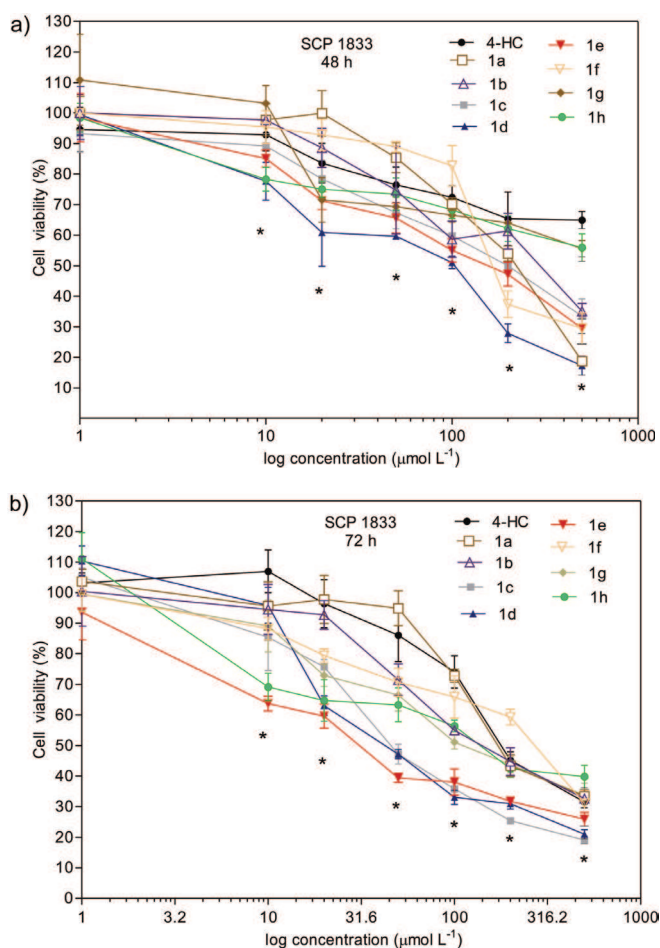 a)
SCP 1833
48 h
4-HC
1a
1b
1c
1d
1e
1f
1g
1h
Cell viability (%)
130
120
110
100
90
80
70
60
50
40
30
20
10
*
*
*
*
*
*
1
10
100
1000
log concentration (μmol L-1)
b)
SCP 1833
72 h
4-HC
1a
1b
1c
1d
1e
1f
1g
1h
Cell viability (%)
130
120
110
100
90
80
70
60
50
40
30
20
10
0
*
*
*
*
*
*
1
3.2
10
31.6
100
316.2
1000
log concentration (μmol L-1)